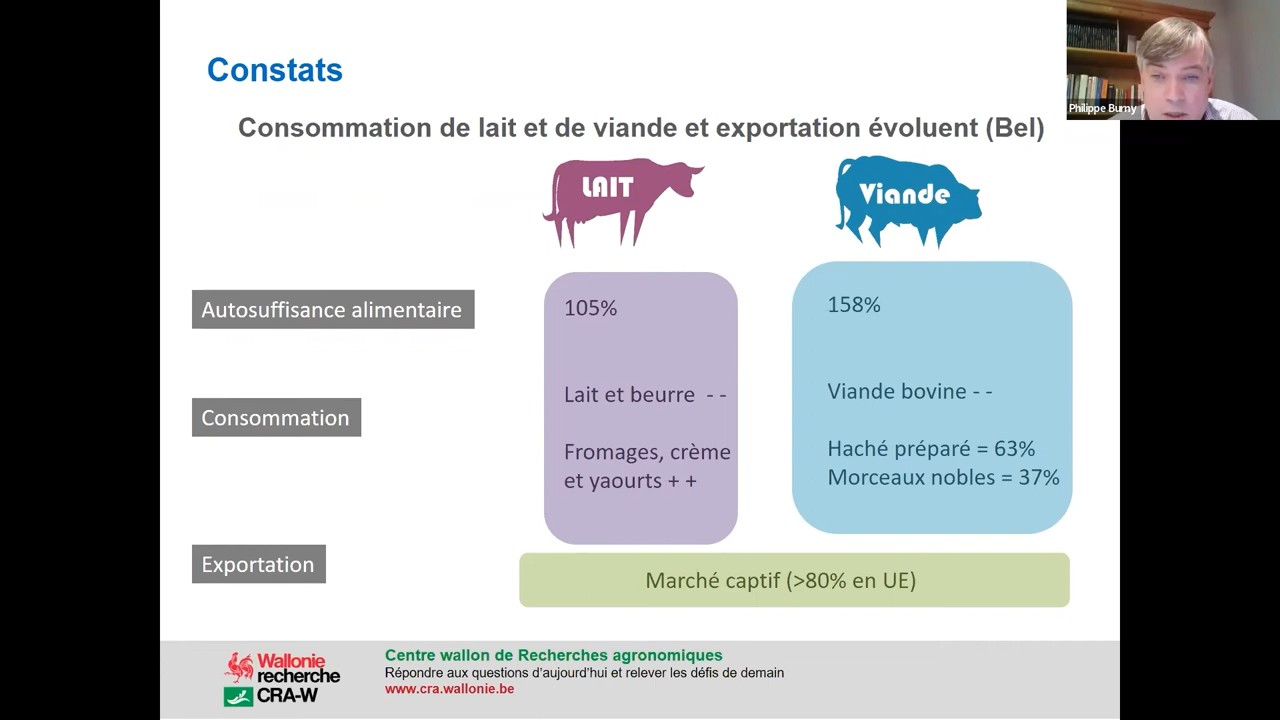 Constats
Philippe Burny
Consommation de lait et de viande et exportation évoluent (Bel)
LAIT
Viande
Autosuffisance alimentaire
105%
158%
Consommation
Lait et beurre - -
Fromages, crème
et yaourts + +
Viande bovine - -
Haché préparé = 63%
Morceaux nobles = 37%
Exportation
Marché captif (>80% en UE)
Wallonie
recherche
CRA-W
Centre wallon de Recherches agronomiques
Répondre aux questions d'aujourd'hui et relever les défis de demain
www.cra.wallonie.be